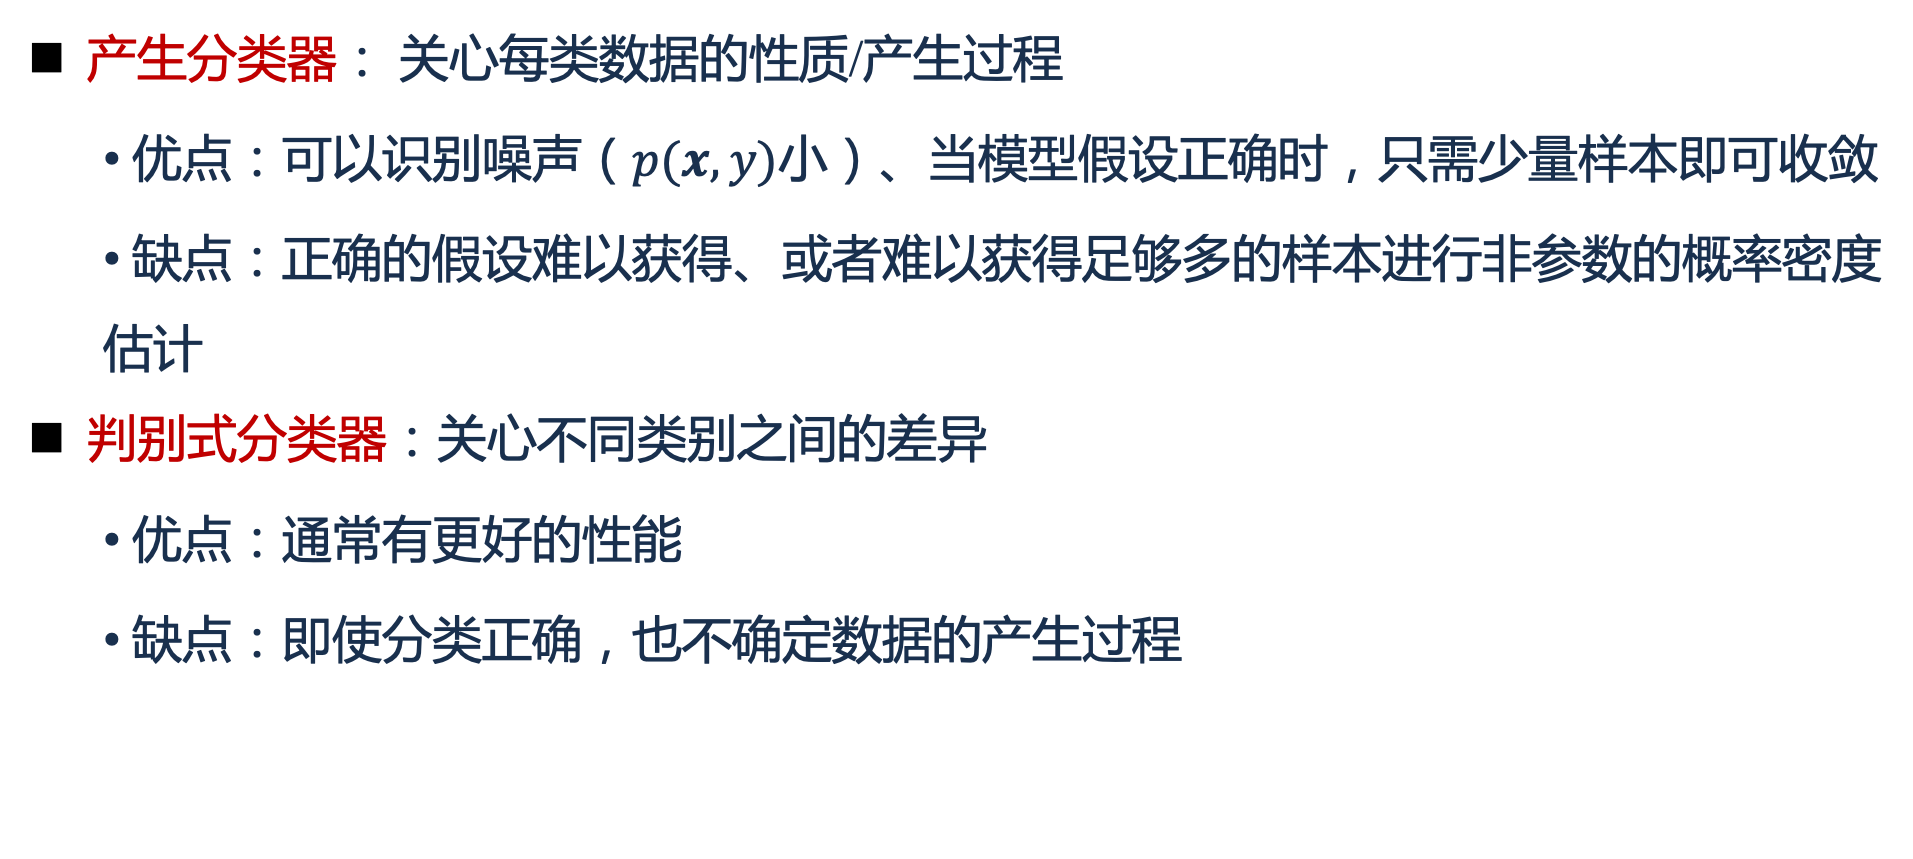 ■ 产生分类器： 关心每类数据的性质/产生过程
• 优点：可以识别噪声（p(x, y)小）、当模型假设正确时，只需少量样本即可收敛
• 缺点：正确的假设难以获得、或者难以获得足够多的样本进行非参数的概率密度
估计
■ 判别式分类器：关心不同类别之间的差异
• 优点：通常有更好的性能
• 缺点：即使分类正确，也不确定数据的产生过程